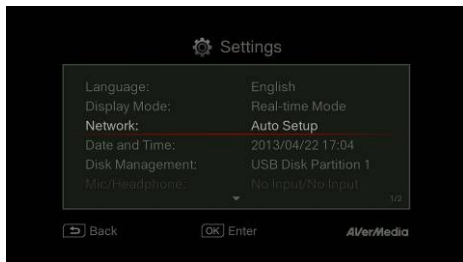 Settings
Language: English
Display Mode: Real-time Mode
Network: Auto Setup
Date and Time: 2013/04/22 17:04
Disk Management: USB Disk Partition 1
Mic/Headphone: No Input/No Input
1/2
Back OK Enter AVerMedia